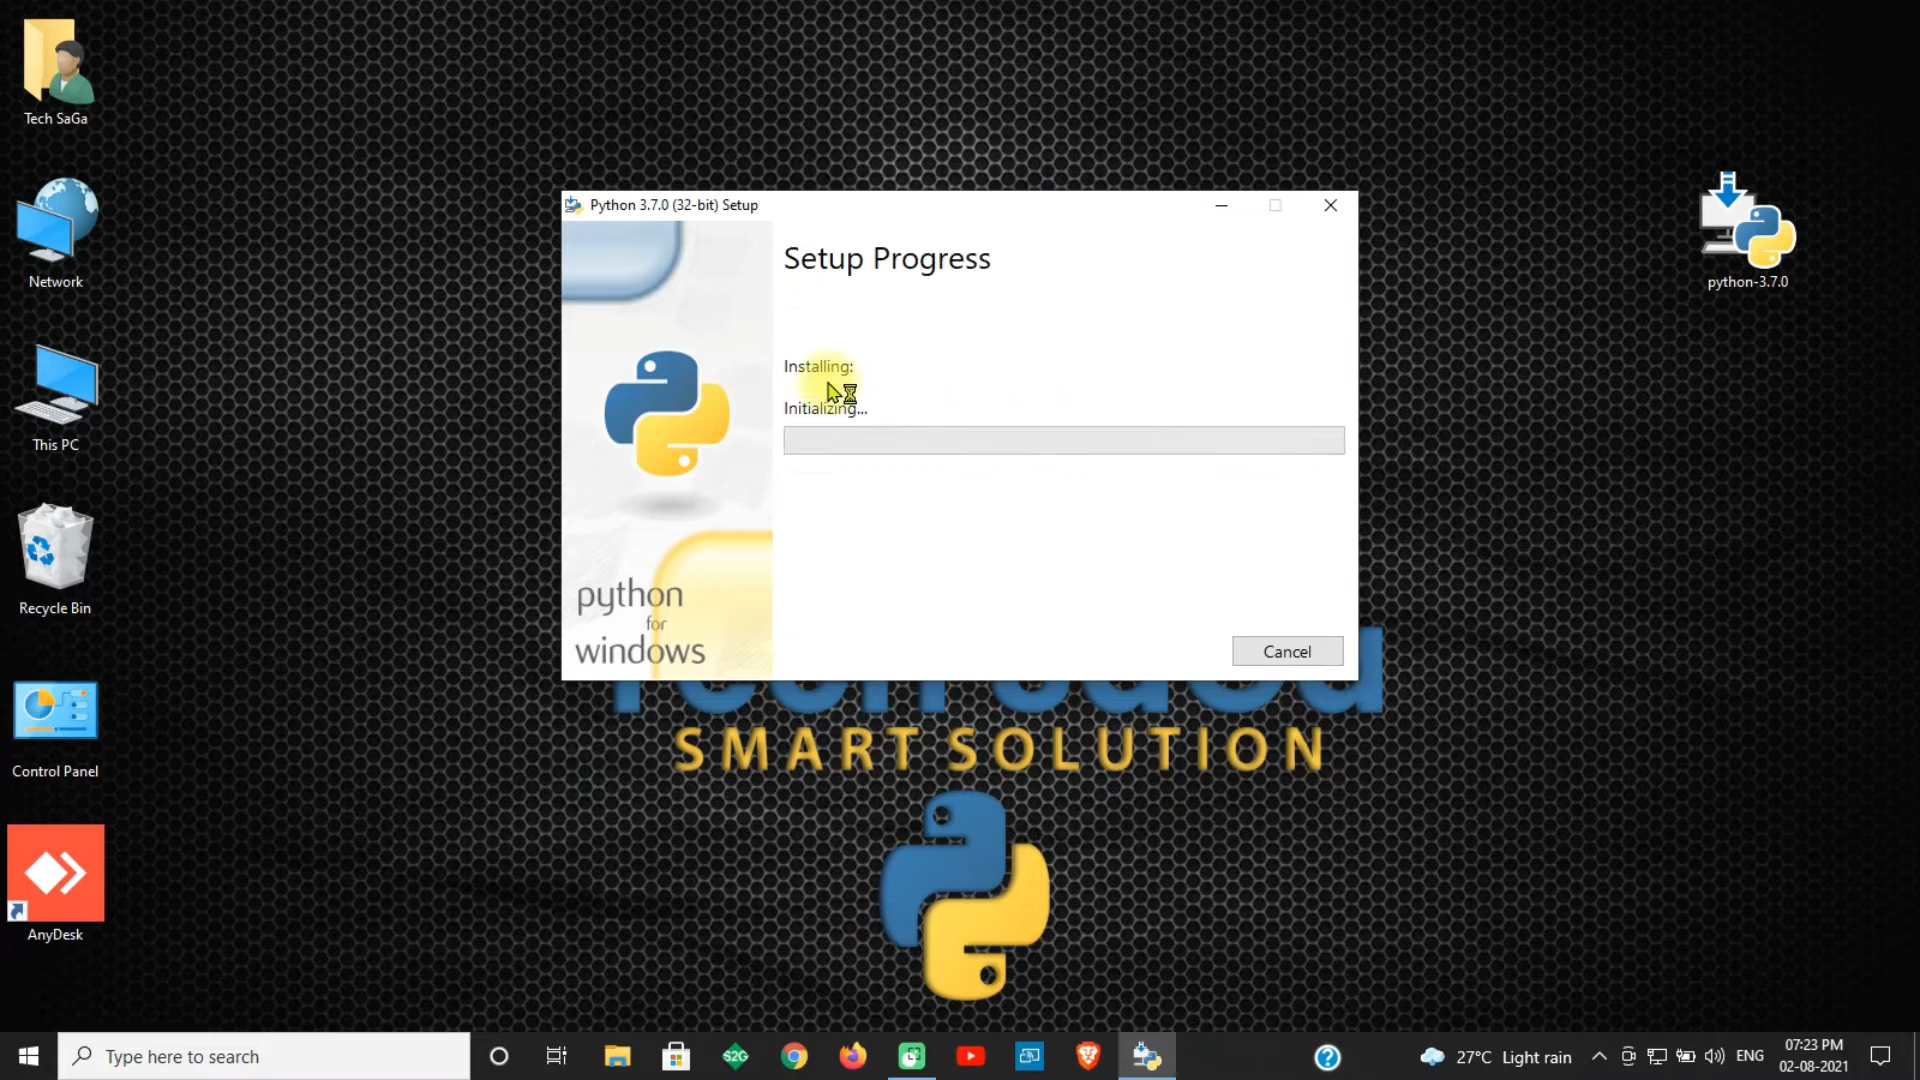 Tech SaGa
Network
This PC
Recycle Bin
Control Panel
AnyDesk
python-3.7.0
Python 3.7.0 (32-bit) Setup
Setup Progress
Installing:
Initializing...
python
for
windows
Cancel
SMART SOLUTION
Type here to search
S2G
27°C Light rain
ENG
07:23 PM
02-08-2021